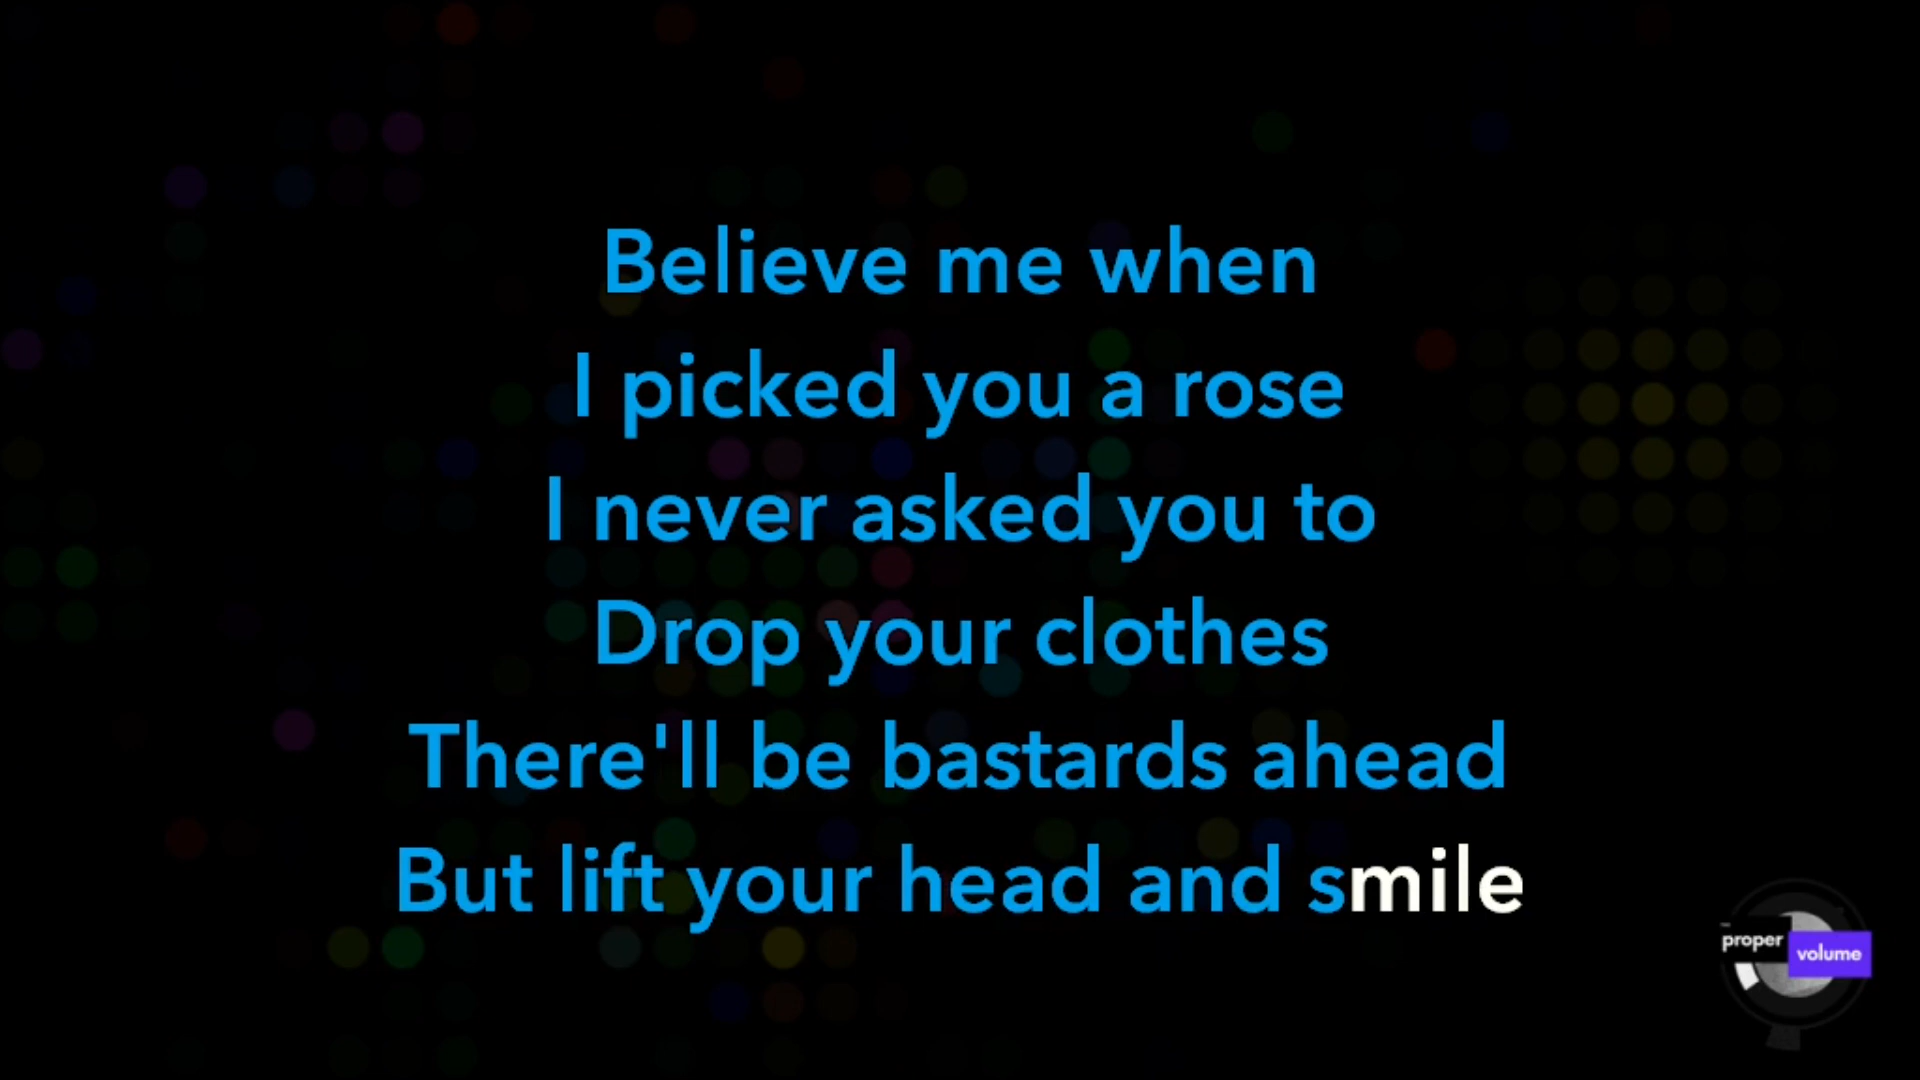 Believe me when
I picked you a rose
I never asked you to
Drop your clothes
There'll be bastards ahead
But lift your head and smile
proper
volume